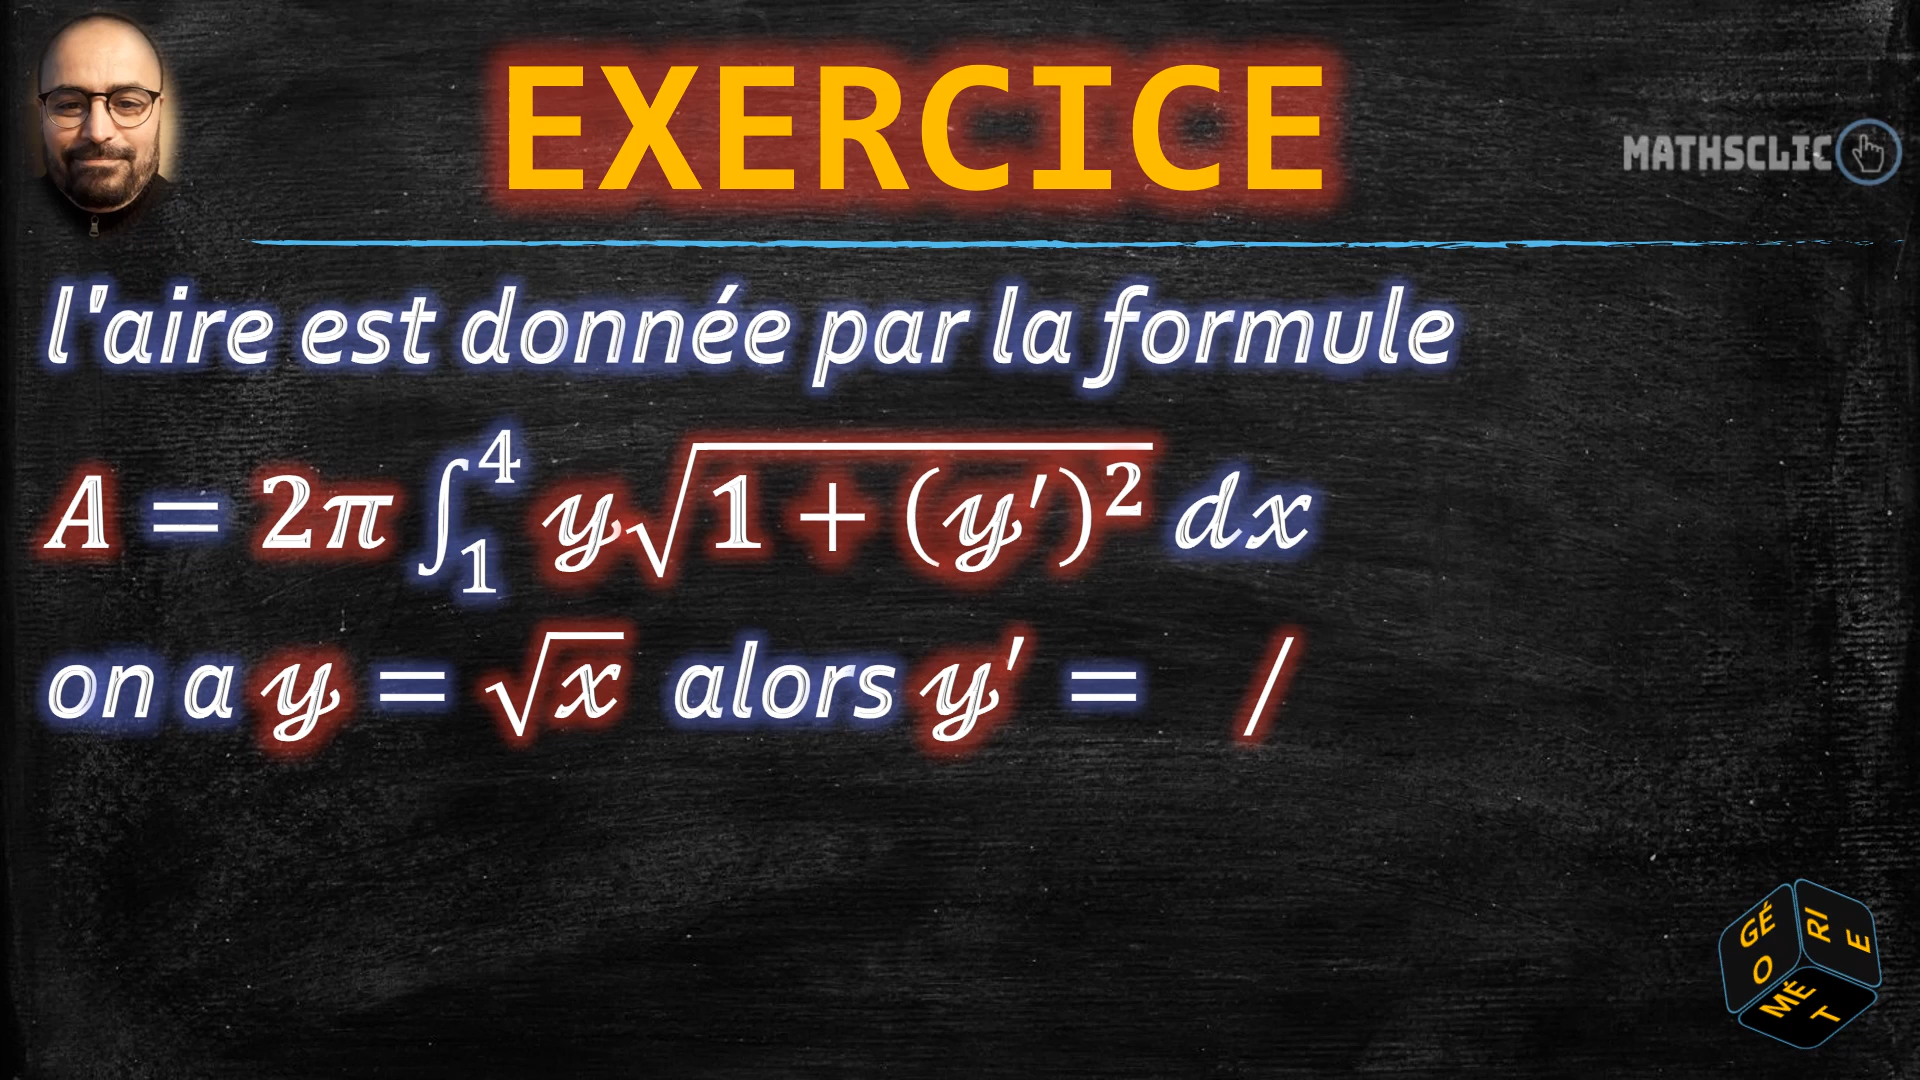 EXERCICE
MATHSCLIC
l'aire est donnée par la formule
A = 2π ∫₁⁴ y√(1 + (y′)²) dx
on a y = √x alors y′ = /
GÉ
O
MÉ
T
RI
E